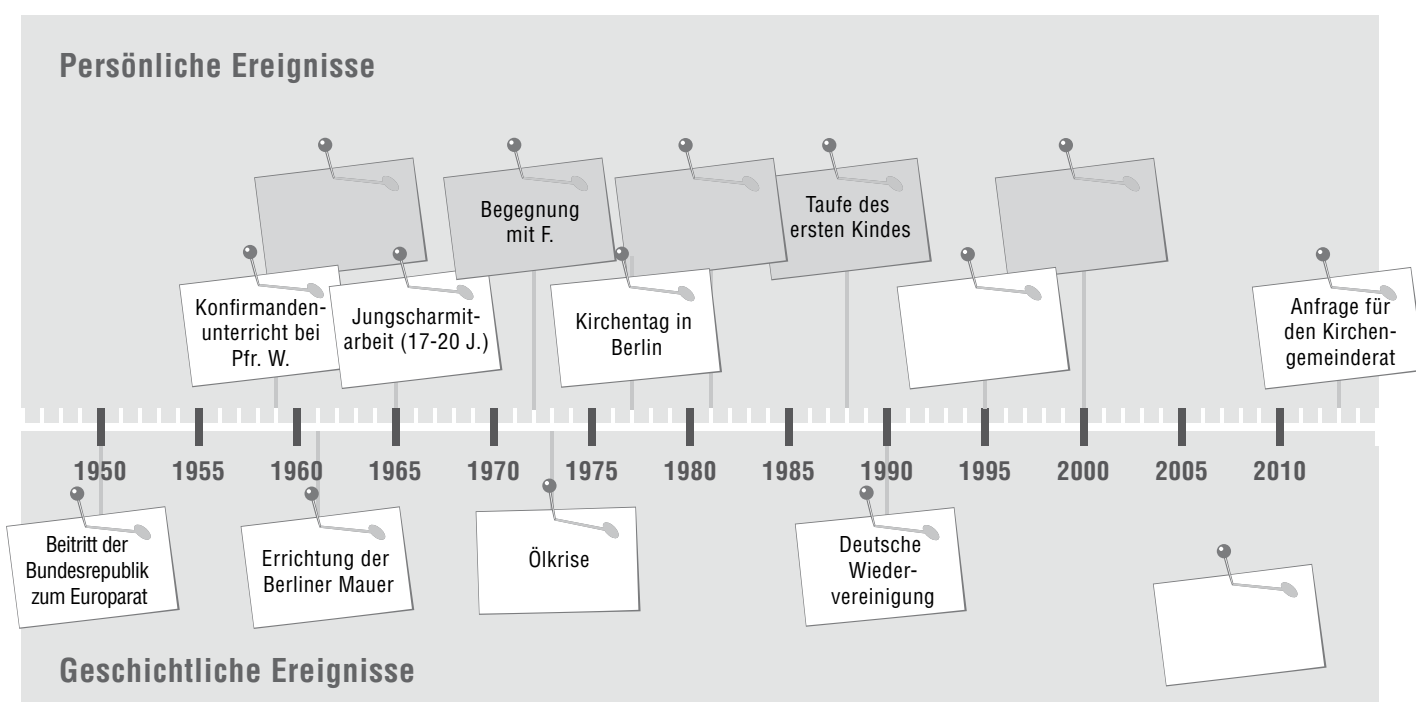 Persönliche Ereignisse
Begegnung
mit F.
Taufe des
ersten Kindes
Konfirmanden-
unterricht bei
Pfr. W.
Jungscharmit-
arbeit (17-20 J.)
Kirchentag in
Berlin
Anfrage für
den Kirchen-
gemeinderat
1950 1955 1960 1965 1970 1975 1980 1985 1990 1995 2000 2005 2010
Beitritt der
Bundesrepublik
zum Europarat
Errichtung der
Berliner Mauer
Ölkrise
Deutsche
Wieder-
vereinigung
Geschichtliche Ereignisse